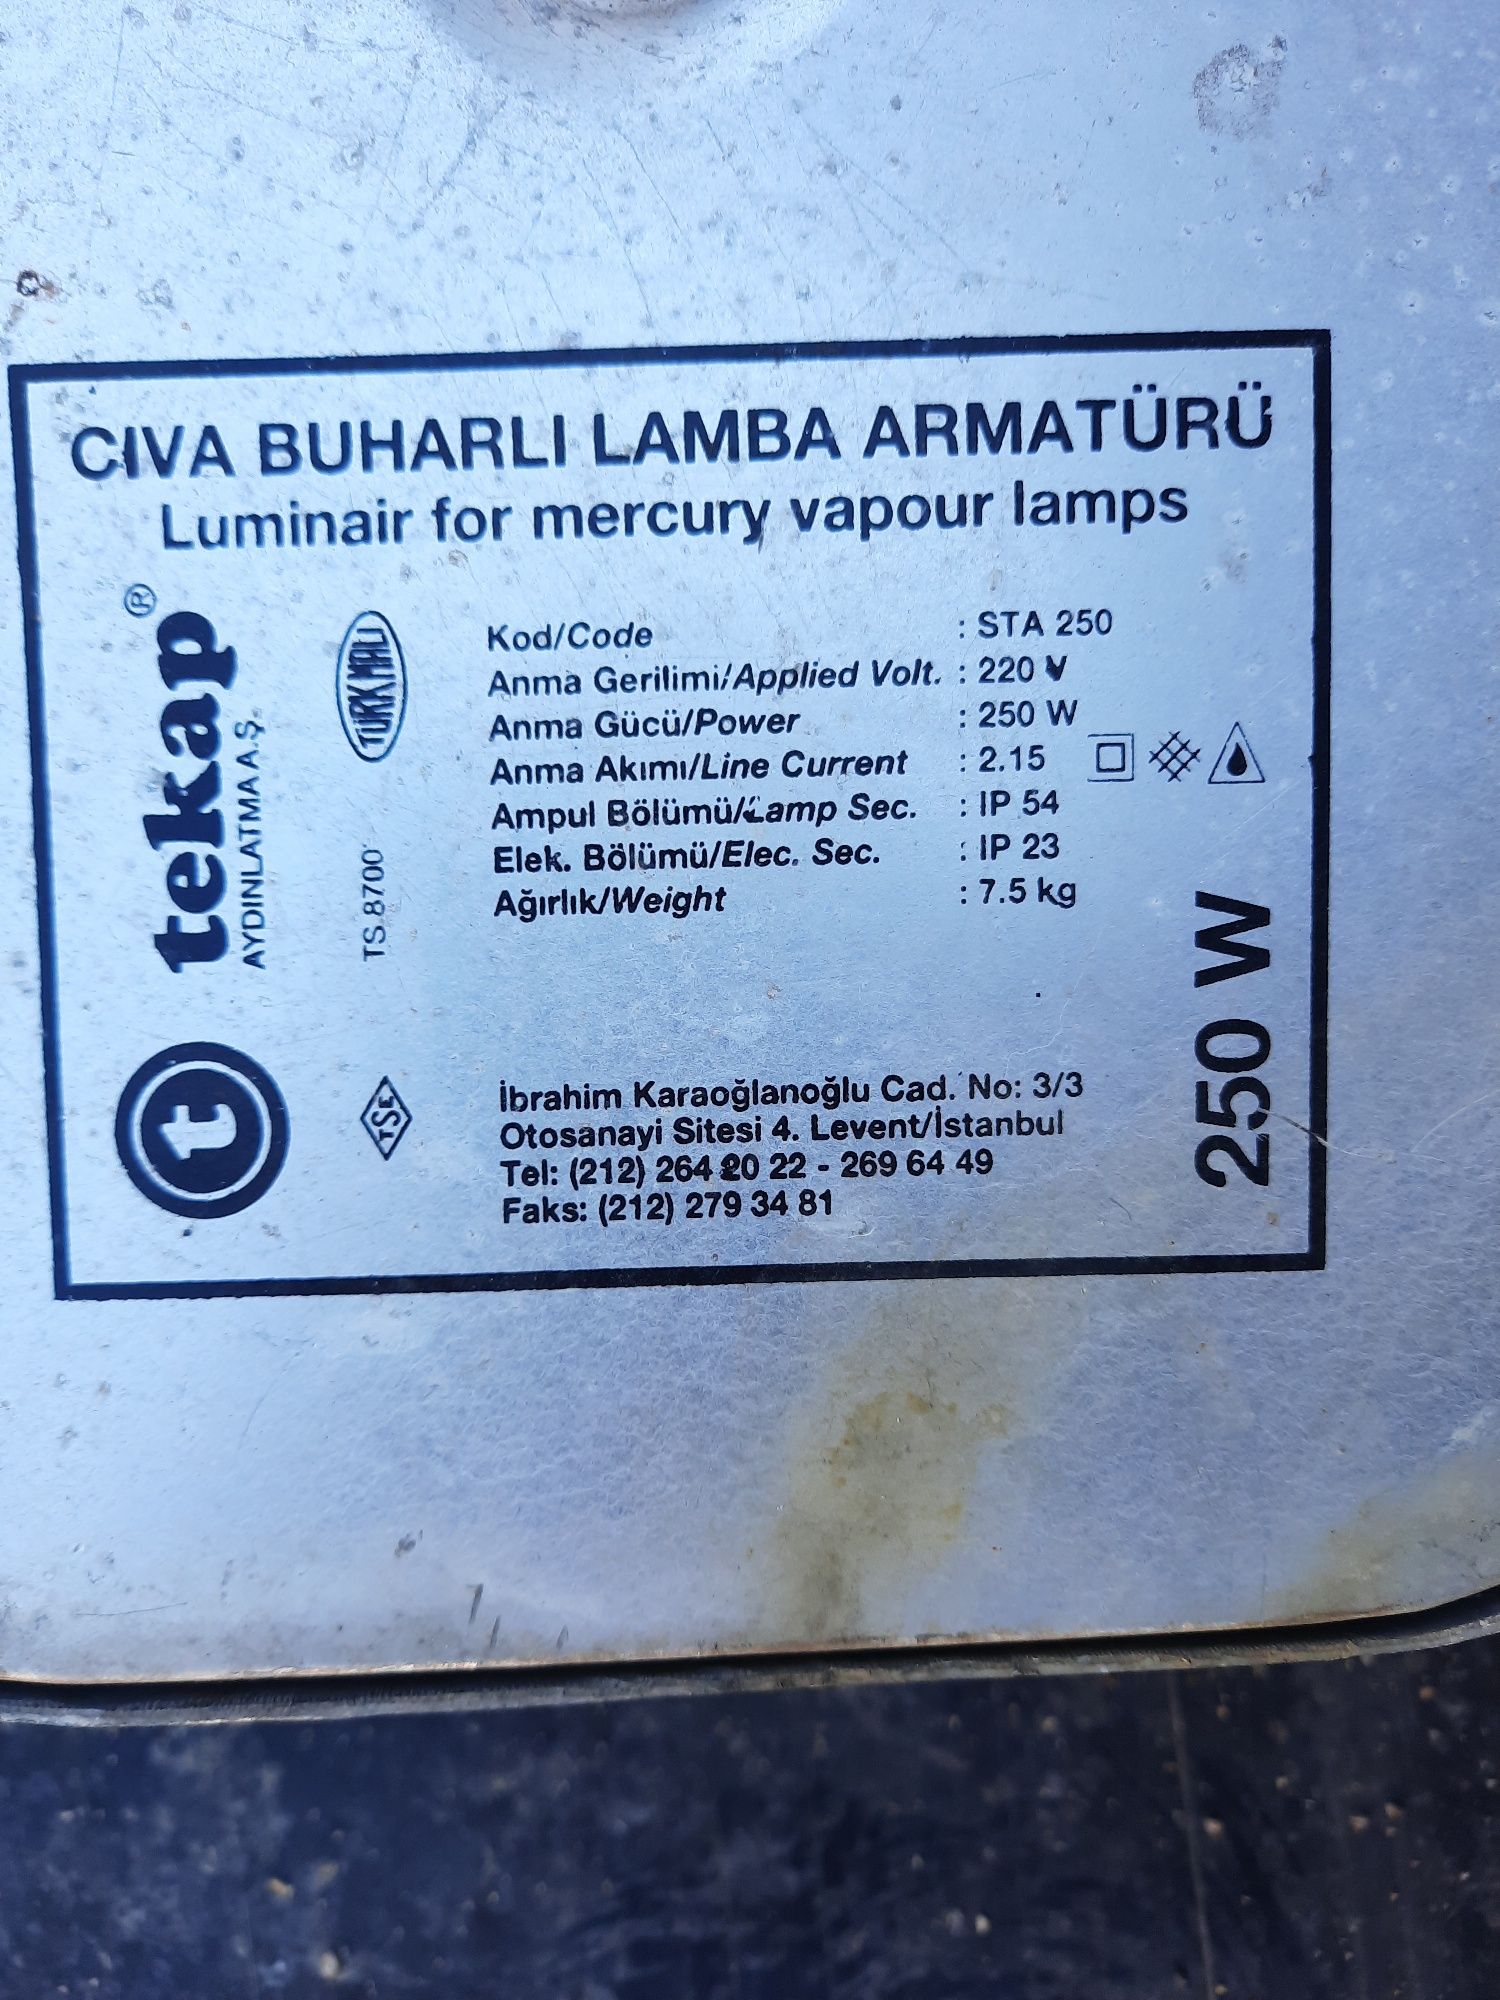 CIVA BUHARLI LAMBA ARMATÜRÜ
Luminair for mercury vapour lamps
tekap®
AYDINLATMA A.Ş.
TÜRK MALI
TS.8700
Kod/Code : STA 250
Anma Gerilimi/Applied Volt. : 220 V
Anma Gücü/Power : 250 W
Anma Akımı/Line Current : 2.15
Ampul Bölümü/Lamp Sec. : IP 54
Elek. Bölümü/Elec. Sec. : IP 23
Ağırlık/Weight : 7.5 kg
250 W
t
TSE
İbrahim Karaoğlanoğlu Cad. No: 3/3
Otosanayi Sitesi 4. Levent/İstanbul
Tel: (212) 264 20 22 - 269 64 49
Faks: (212) 279 34 81